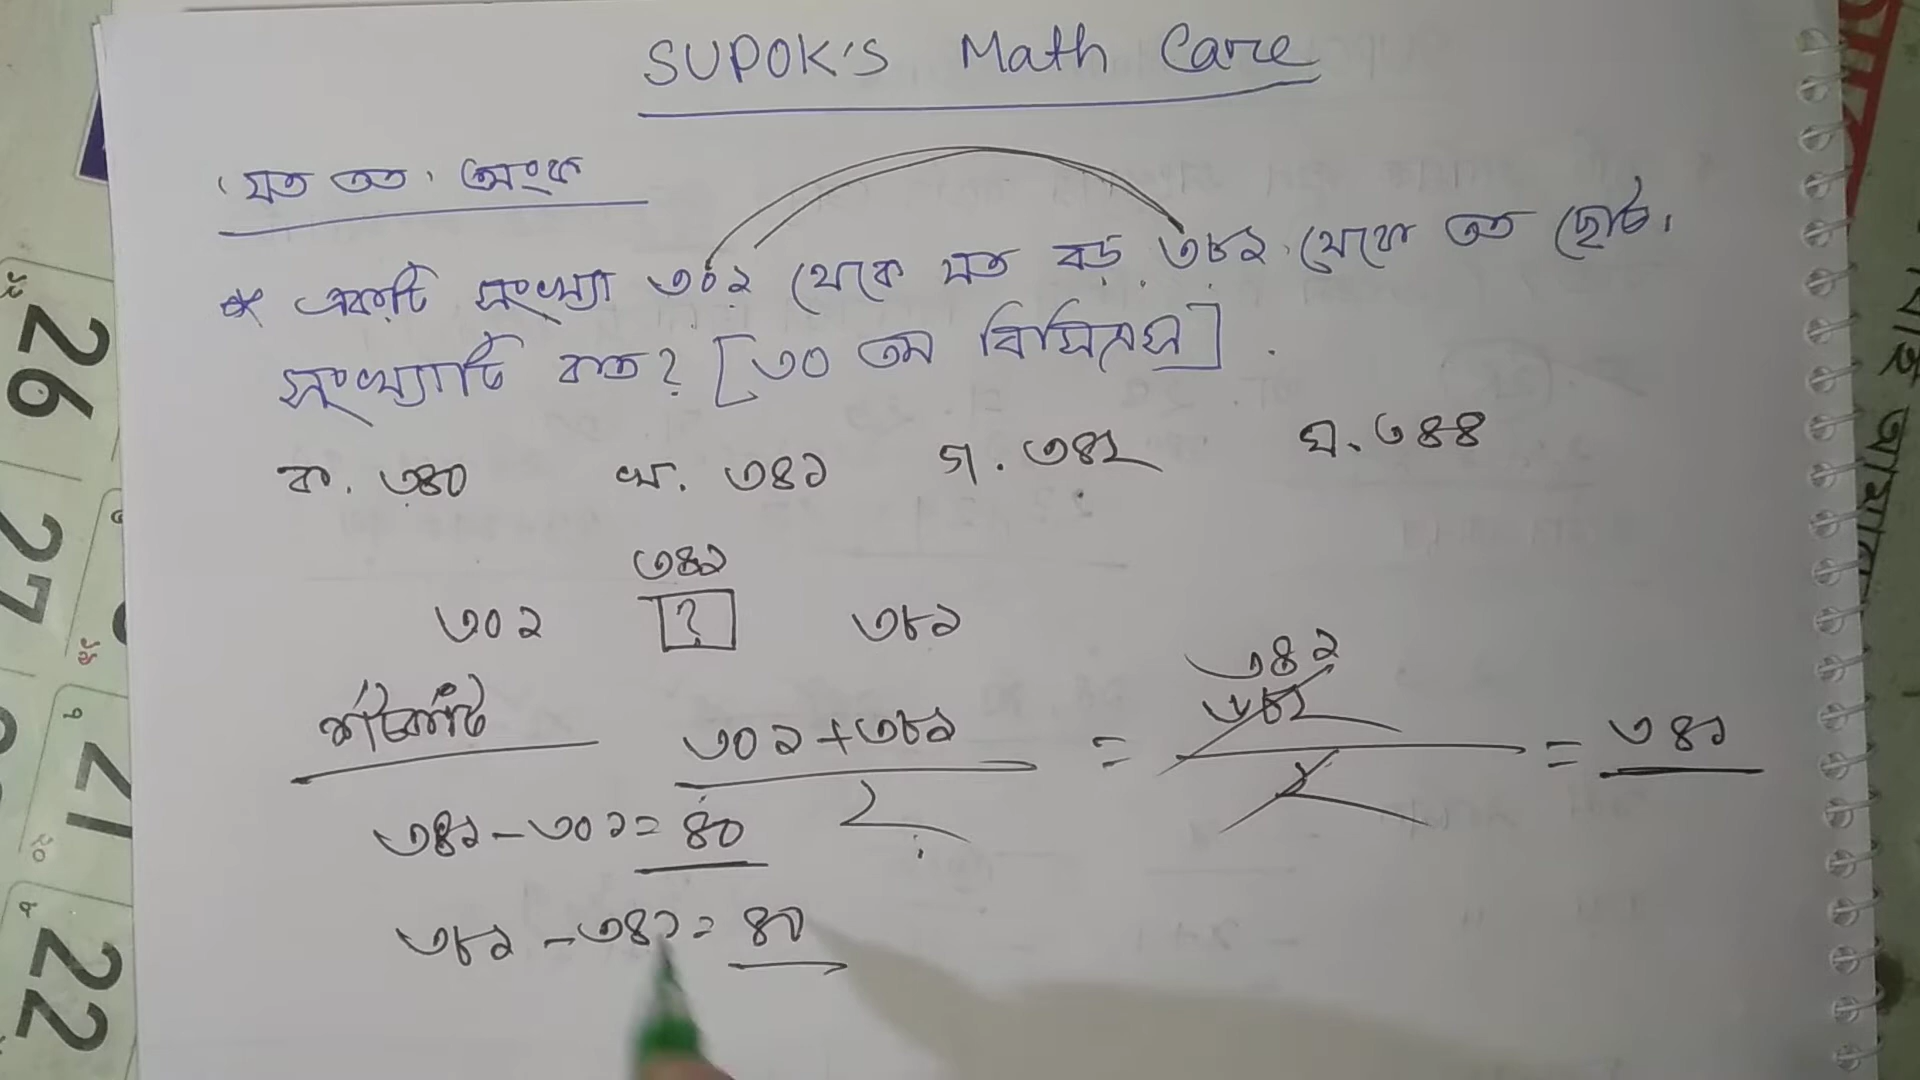 SUPOK'S Math Care
'যত তত' অংক
* একটি সংখ্যা ৩০২ থেকে যত বড় ৩৮২ থেকে তত ছোট।
সংখ্যাটি কত? [৩০ তম বিসিএস]
ক. ৩৪০ খ. ৩৪১ গ. ৩৪২ ঘ. ৩৪৪
৩৪২
৩০২ ? ৩৮২
শর্টকাট
৩০২+৩৮২ / ২ = ৩৪২ / ২ = ৩৪২
৩৪২-৩০২= ৪০
৩৮২-৩৪২= ৪০
26
27
21
22